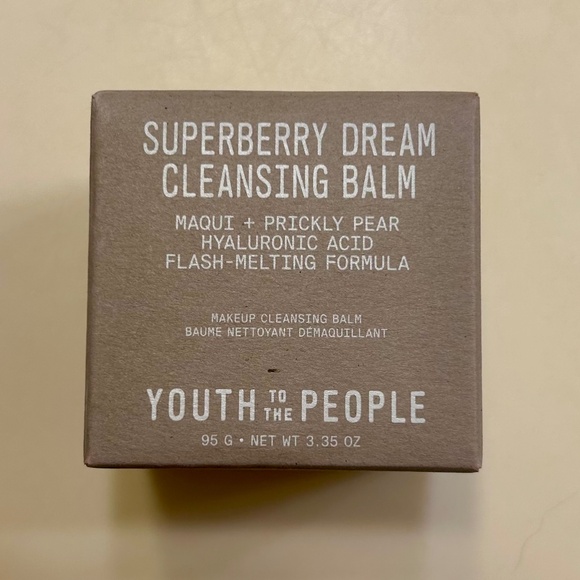 SUPERBERRY DREAM
CLEANSING BALM
MAQUI + PRICKLY PEAR
HYALURONIC ACID
FLASH-MELTING FORMULA
MAKEUP CLEANSING BALM
BAUME NETTOYANT DÉMAQUILLANT
YOUTH TO THE PEOPLE
95 G • NET WT 3.35 OZ